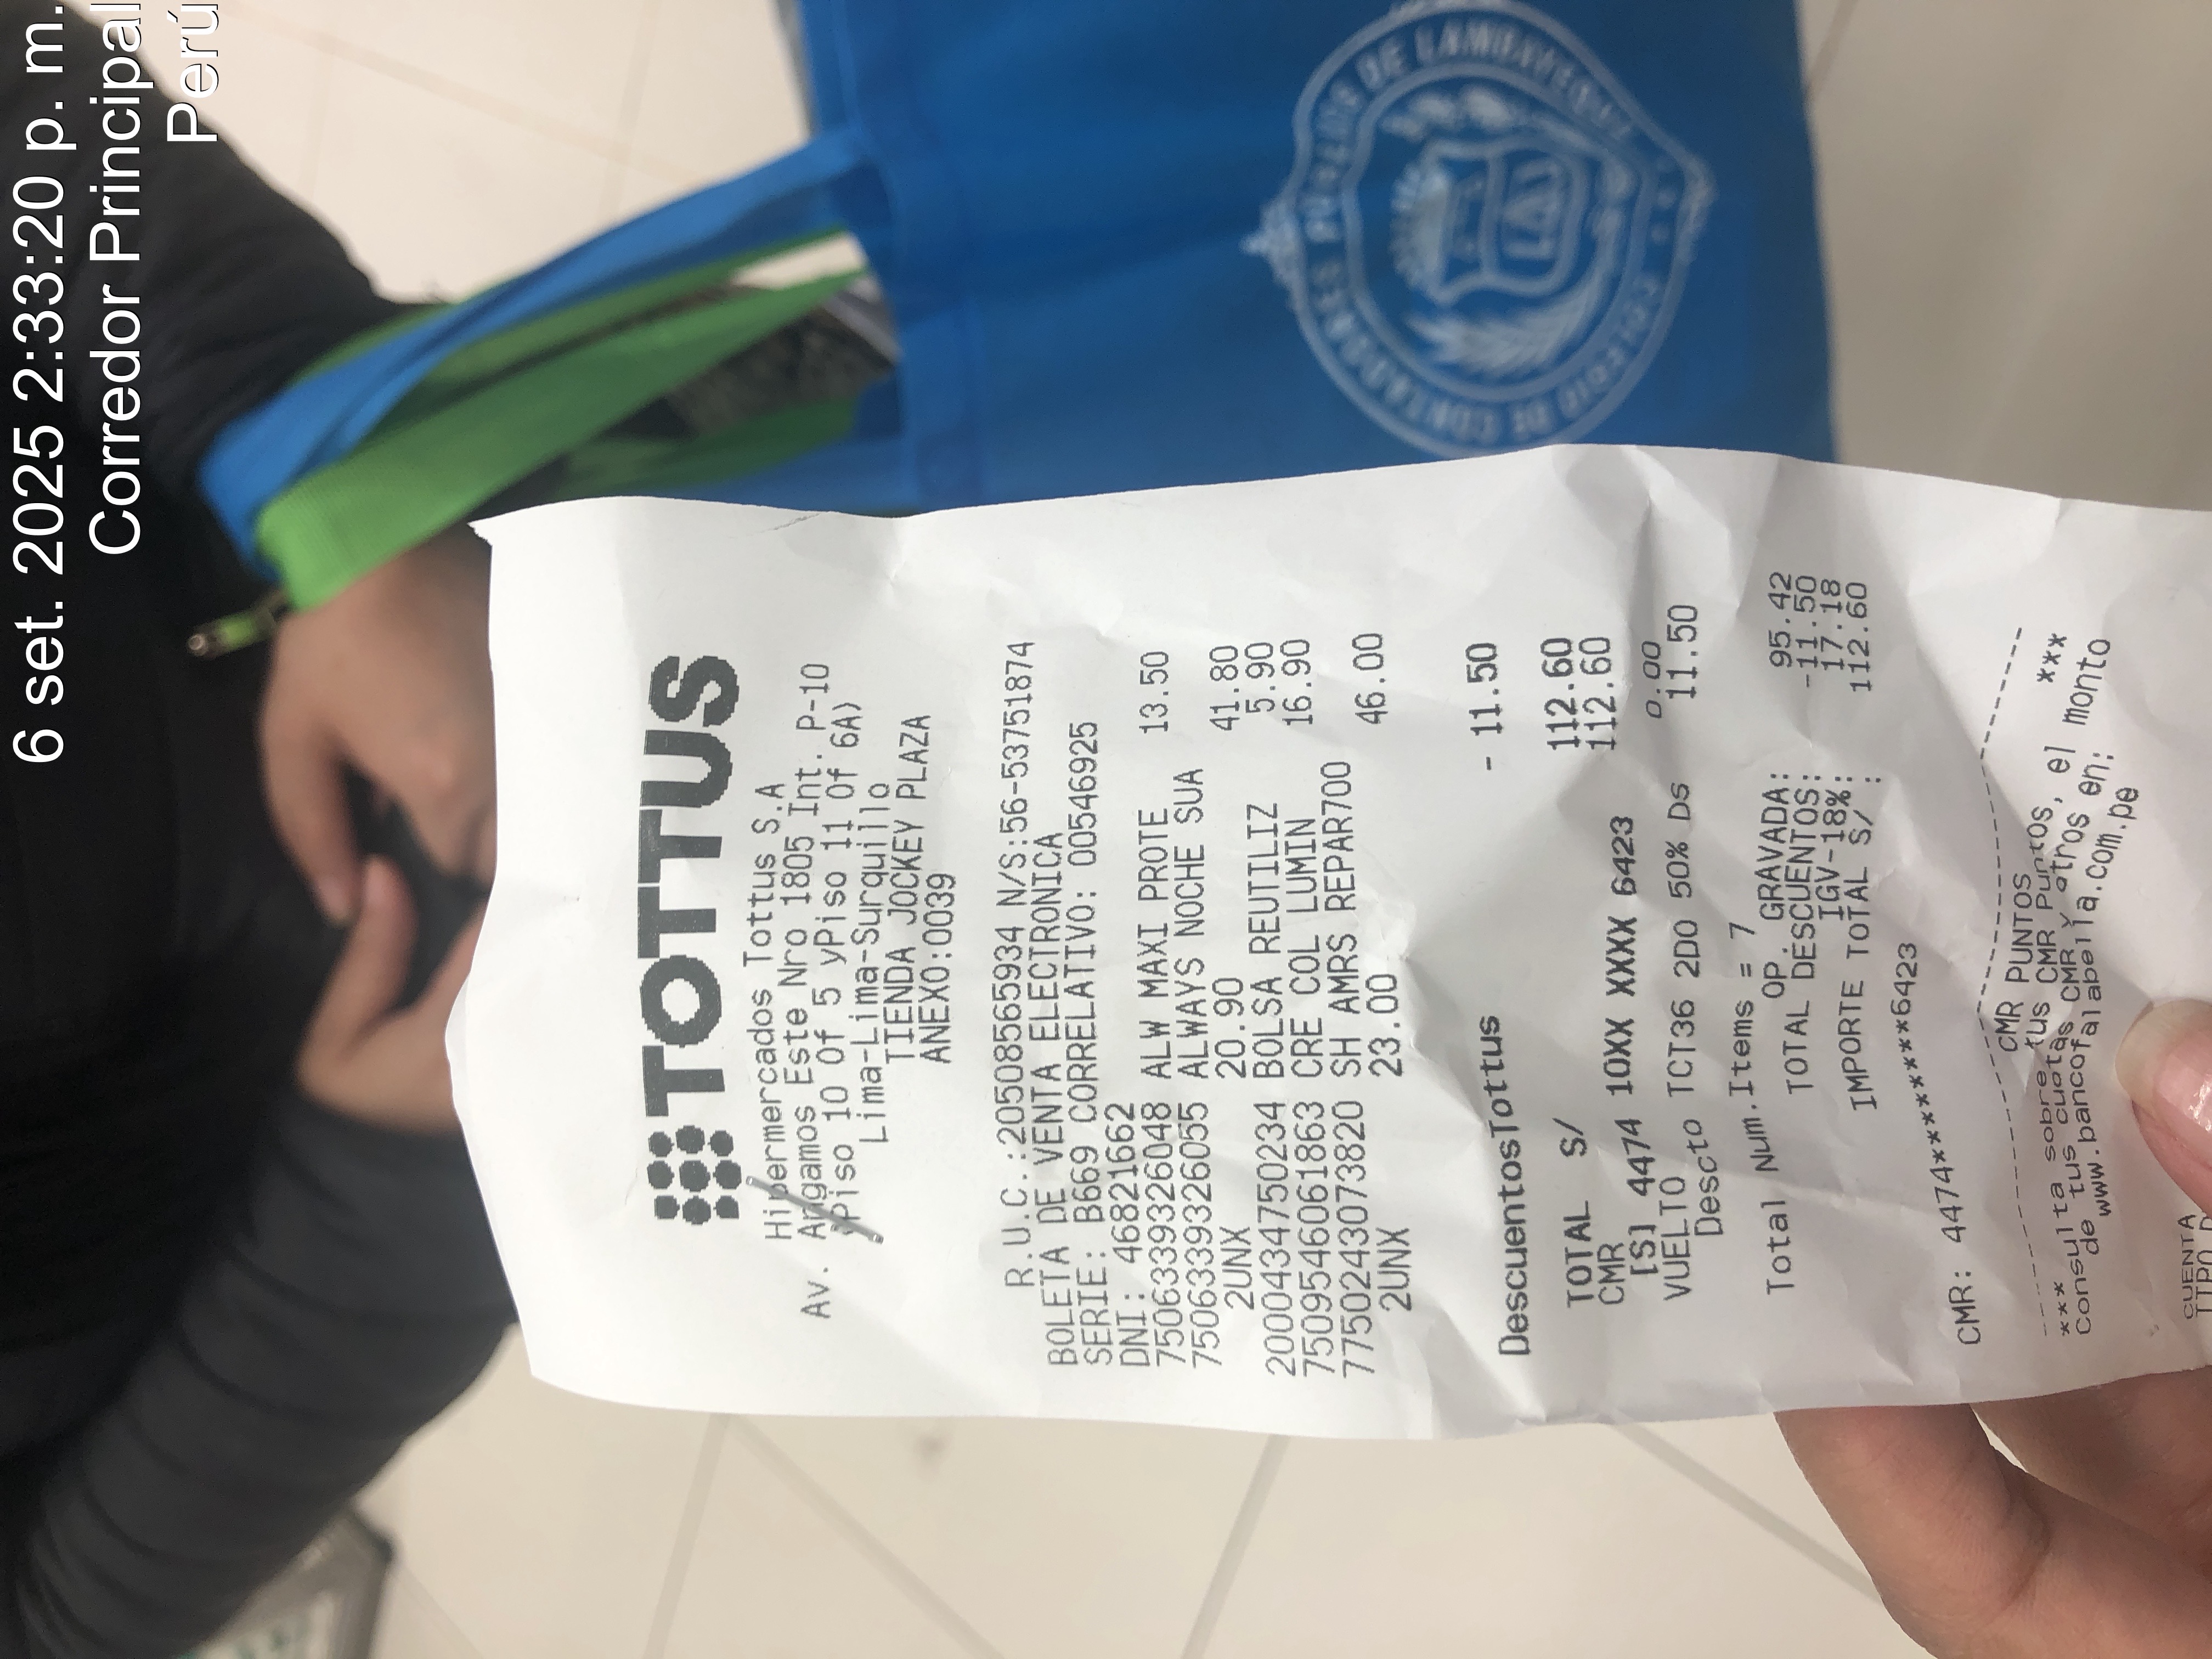 6 set. 2025 2:33:20 p. m.
Corredor Principal
Perú
TOTTUS
Hipermercados Tottus S.A
Av. Angamos Este Nro 1805 Int. P-10
(Piso 10 Of 5 yPiso 11 Of 6A)
Lima-Lima-Surquillo
TIENDA JOCKEY PLAZA
ANEXO:0039
R.U.C.:20508565934 N/S:56-53751874
BOLETA DE VENTA ELECTRONICA
SERIE: B669 CORRELATIVO: 00546925
DNI: 46821662
7506339326048 ALW MAXI PROTE 13.50
7506339326055 ALWAYS NOCHE SUA
2UNX 20.90 41.80
2000434750234 BOLSA REUTILIZ 5.90
7509546061863 CRE COL LUMIN 16.90
7750243073820 SH AMRS REPAR700
2UNX 23.00 46.00
DescuentosTottus - 11.50
TOTAL S/ 112.60
CMR 112.60
[S] 4474 10XX XXXX 6423
VUELTO 0.00
Descto TCT36 2DO 50% Ds 11.50
Total Num.Items = 7
OP. GRAVADA: 95.42
TOTAL DESCUENTOS: -11.50
IGV-18%: 17.18
IMPORTE TOTAL S/ : 112.60
CMR: 4474********6423
CMR PUNTOS
*** ***
Consulta sobre tus CMR Puntos, el monto
de tus cuotas CMR y otros en:
www.bancofalabella.com.pe
CUENTA
COLEGIO DE CONTADORES PUBLICOS DE LAMBAYEQUE